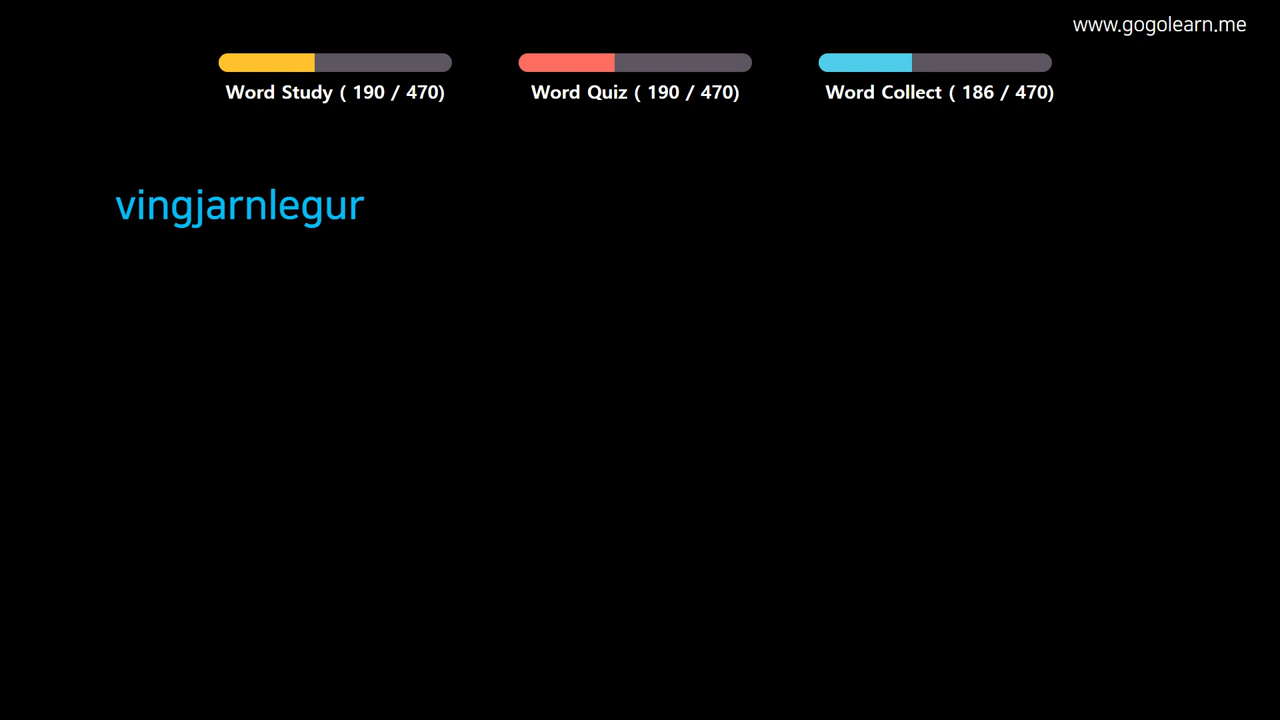 www.gogolearn.me
Word Study ( 190 / 470)
Word Quiz ( 190 / 470)
Word Collect ( 186 / 470)
vingjarnlegur